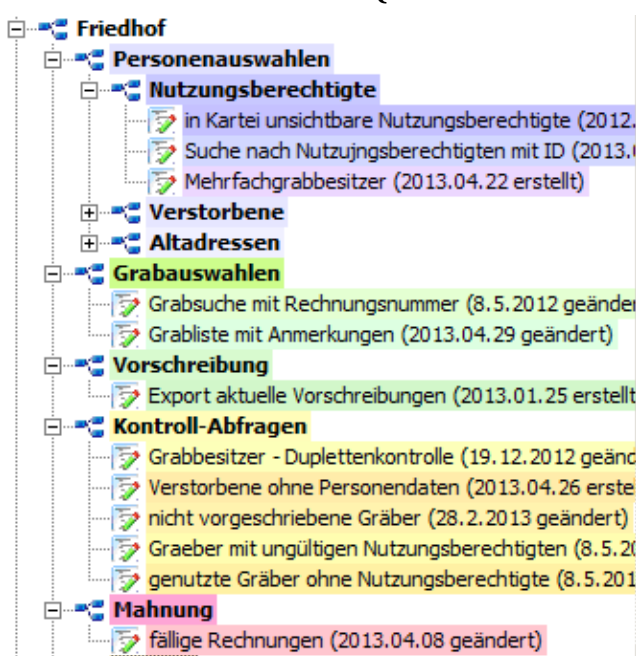 Friedhof
Personenauswahlen
Nutzungsberechtigte
in Kartei unsichtbare Nutzungsberechtigte (2012.
Suche nach Nutzujngsberechtigten mit ID (2013.
Mehrfachgrabbesitzer (2013.04.22 erstellt)
Verstorbene
Altadressen
Grabauswahlen
Grabsuche mit Rechnungsnummer (8.5.2012 geänder
Grabliste mit Anmerkungen (2013.04.29 geändert)
Vorschreibung
Export aktuelle Vorschreibungen (2013.01.25 erstellt
Kontroll-Abfragen
Grabbesitzer - Duplettenkontrolle (19.12.2012 geänd
Verstorbene ohne Personendaten (2013.04.26 erste
nicht vorgeschriebene Gräber (28.2.2013 geändert)
Graeber mit ungültigen Nutzungsberechtigten (8.5.20
genutzte Gräber ohne Nutzungsberechtigte (8.5.201
Mahnung
fällige Rechnungen (2013.04.08 geändert)